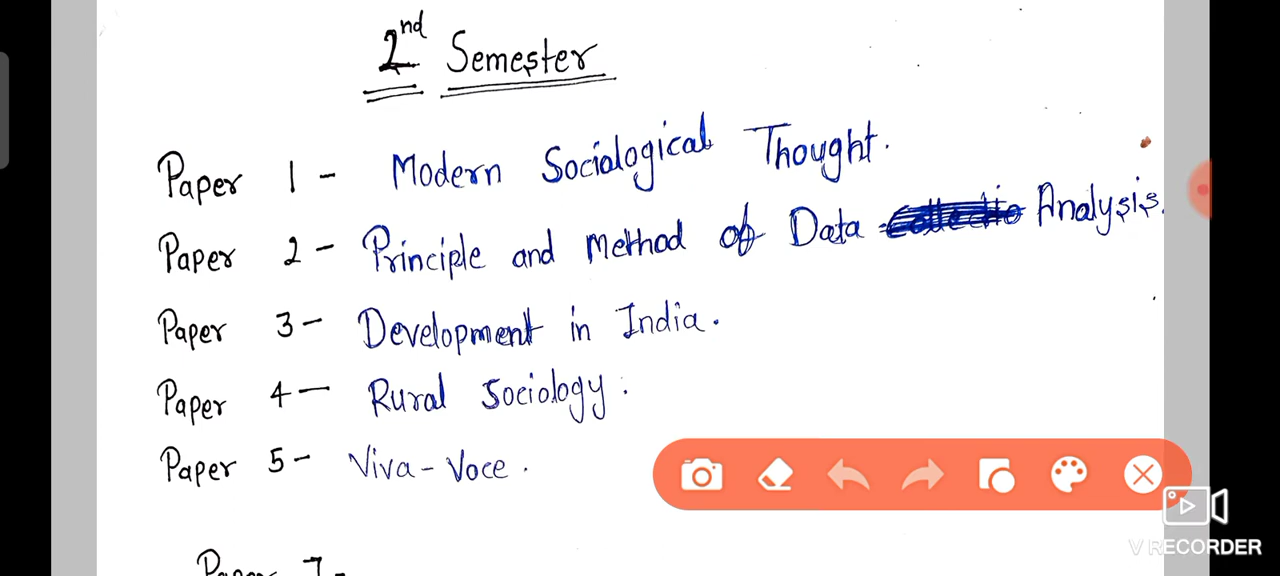 2nd Semester
Paper 1 - Modern Sociological Thought.
Paper 2 - Principle and Method of Data Analysis.
Paper 3 - Development in India.
Paper 4 - Rural Sociology.
Paper 5 - Viva-Voce.
V RECORDER